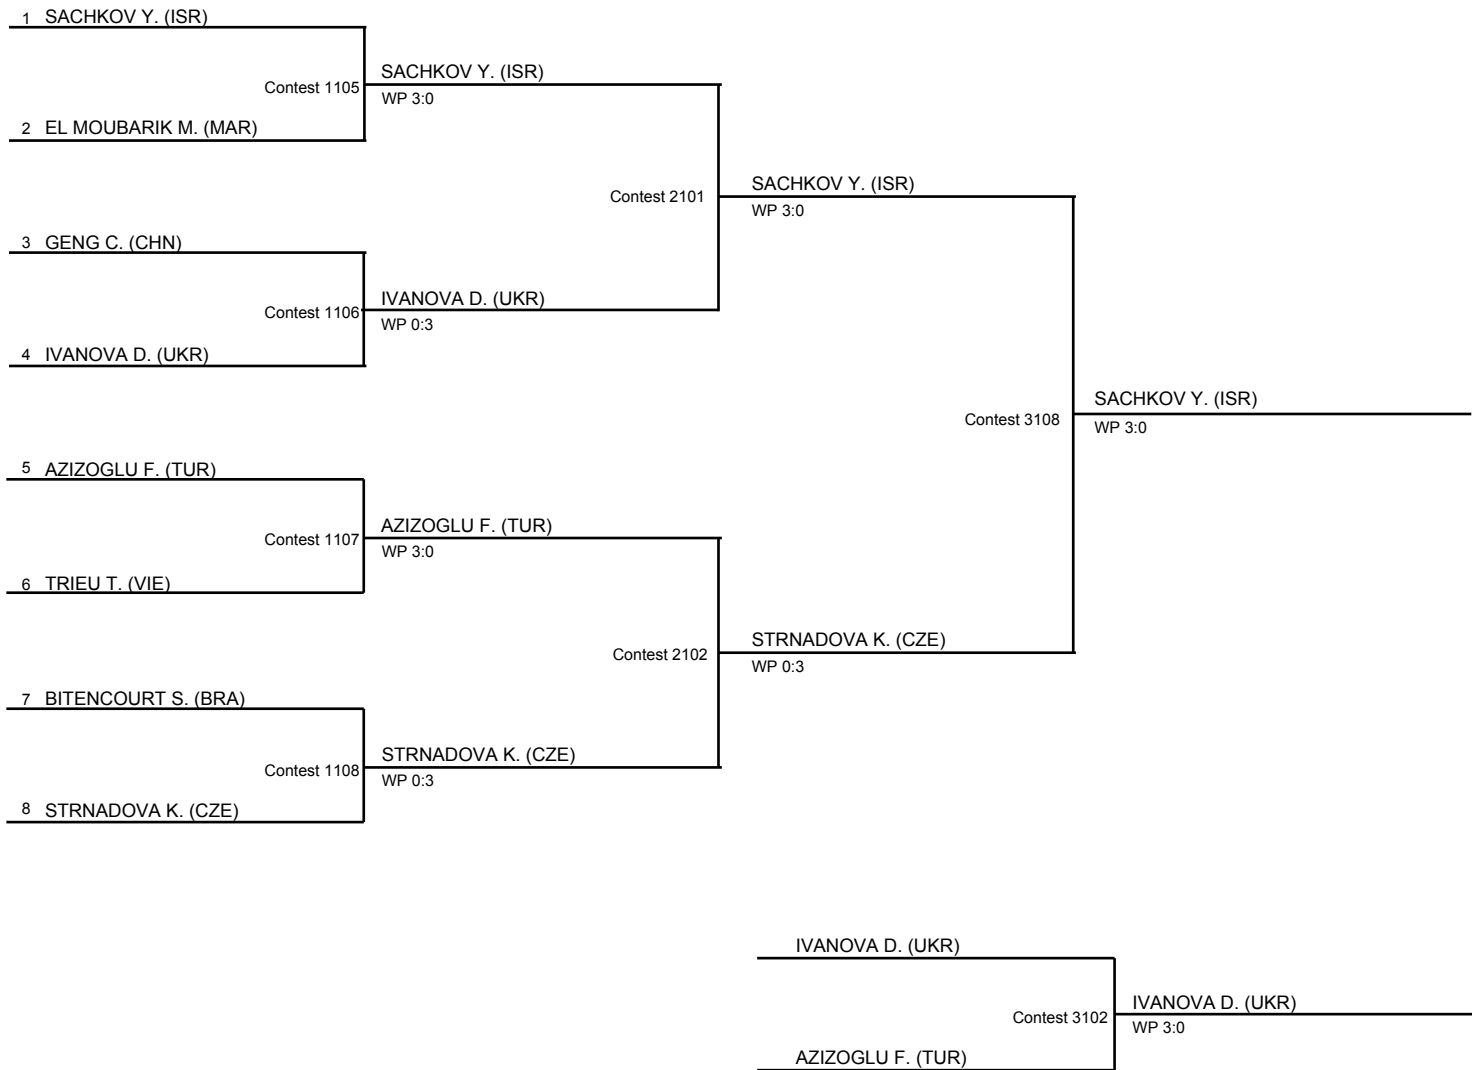 1 SACHKOV Y. (ISR)
SACHKOV Y. (ISR)
Contest 1105
WP 3:0
2 EL MOUBARIK M. (MAR)
SACHKOV Y. (ISR)
Contest 2101
WP 3:0
3 GENG C. (CHN)
IVANOVA D. (UKR)
Contest 1106
WP 0:3
4 IVANOVA D. (UKR)
SACHKOV Y. (ISR)
Contest 3108
WP 3:0
5 AZIZOGLU F. (TUR)
AZIZOGLU F. (TUR)
Contest 1107
WP 3:0
6 TRIEU T. (VIE)
STRNADOVA K. (CZE)
Contest 2102
WP 0:3
7 BITENCOURT S. (BRA)
STRNADOVA K. (CZE)
Contest 1108
WP 0:3
8 STRNADOVA K. (CZE)
IVANOVA D. (UKR)
IVANOVA D. (UKR)
Contest 3102
WP 3:0
AZIZOGLU F. (TUR)